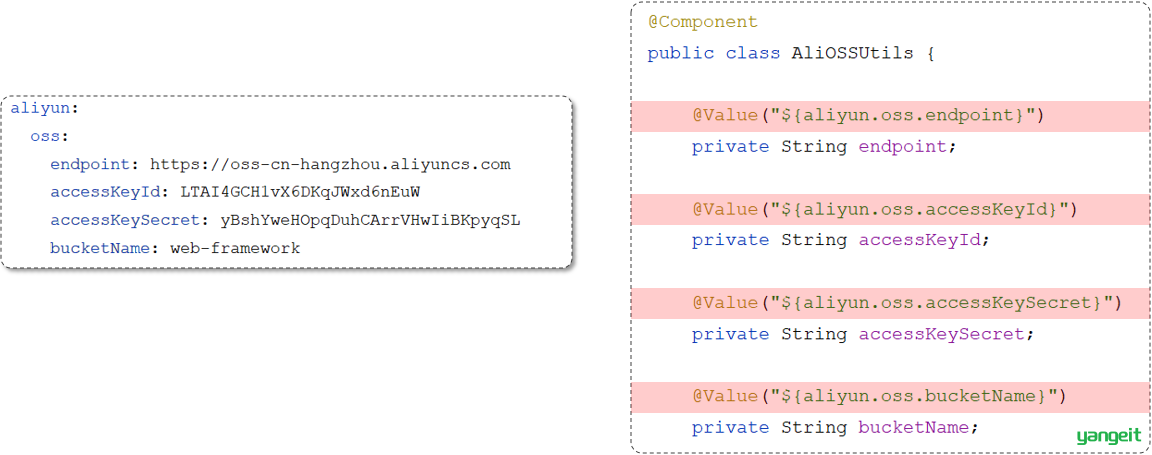 aliyun:
oss:
endpoint: https://oss-cn-hangzhou.aliyuncs.com
accessKeyId: LTAI4GCH1vX6DKqJWxd6nEuW
accessKeySecret: yBshYweHOpqDuhCArrVHwIiBKpyqSL
bucketName: web-framework
@Component
public class AliOSSUtils {
@Value("${aliyun.oss.endpoint}")
private String endpoint;
@Value("${aliyun.oss.accessKeyId}")
private String accessKeyId;
@Value("${aliyun.oss.accessKeySecret}")
private String accessKeySecret;
@Value("${aliyun.oss.bucketName}")
private String bucketName;
yangeit